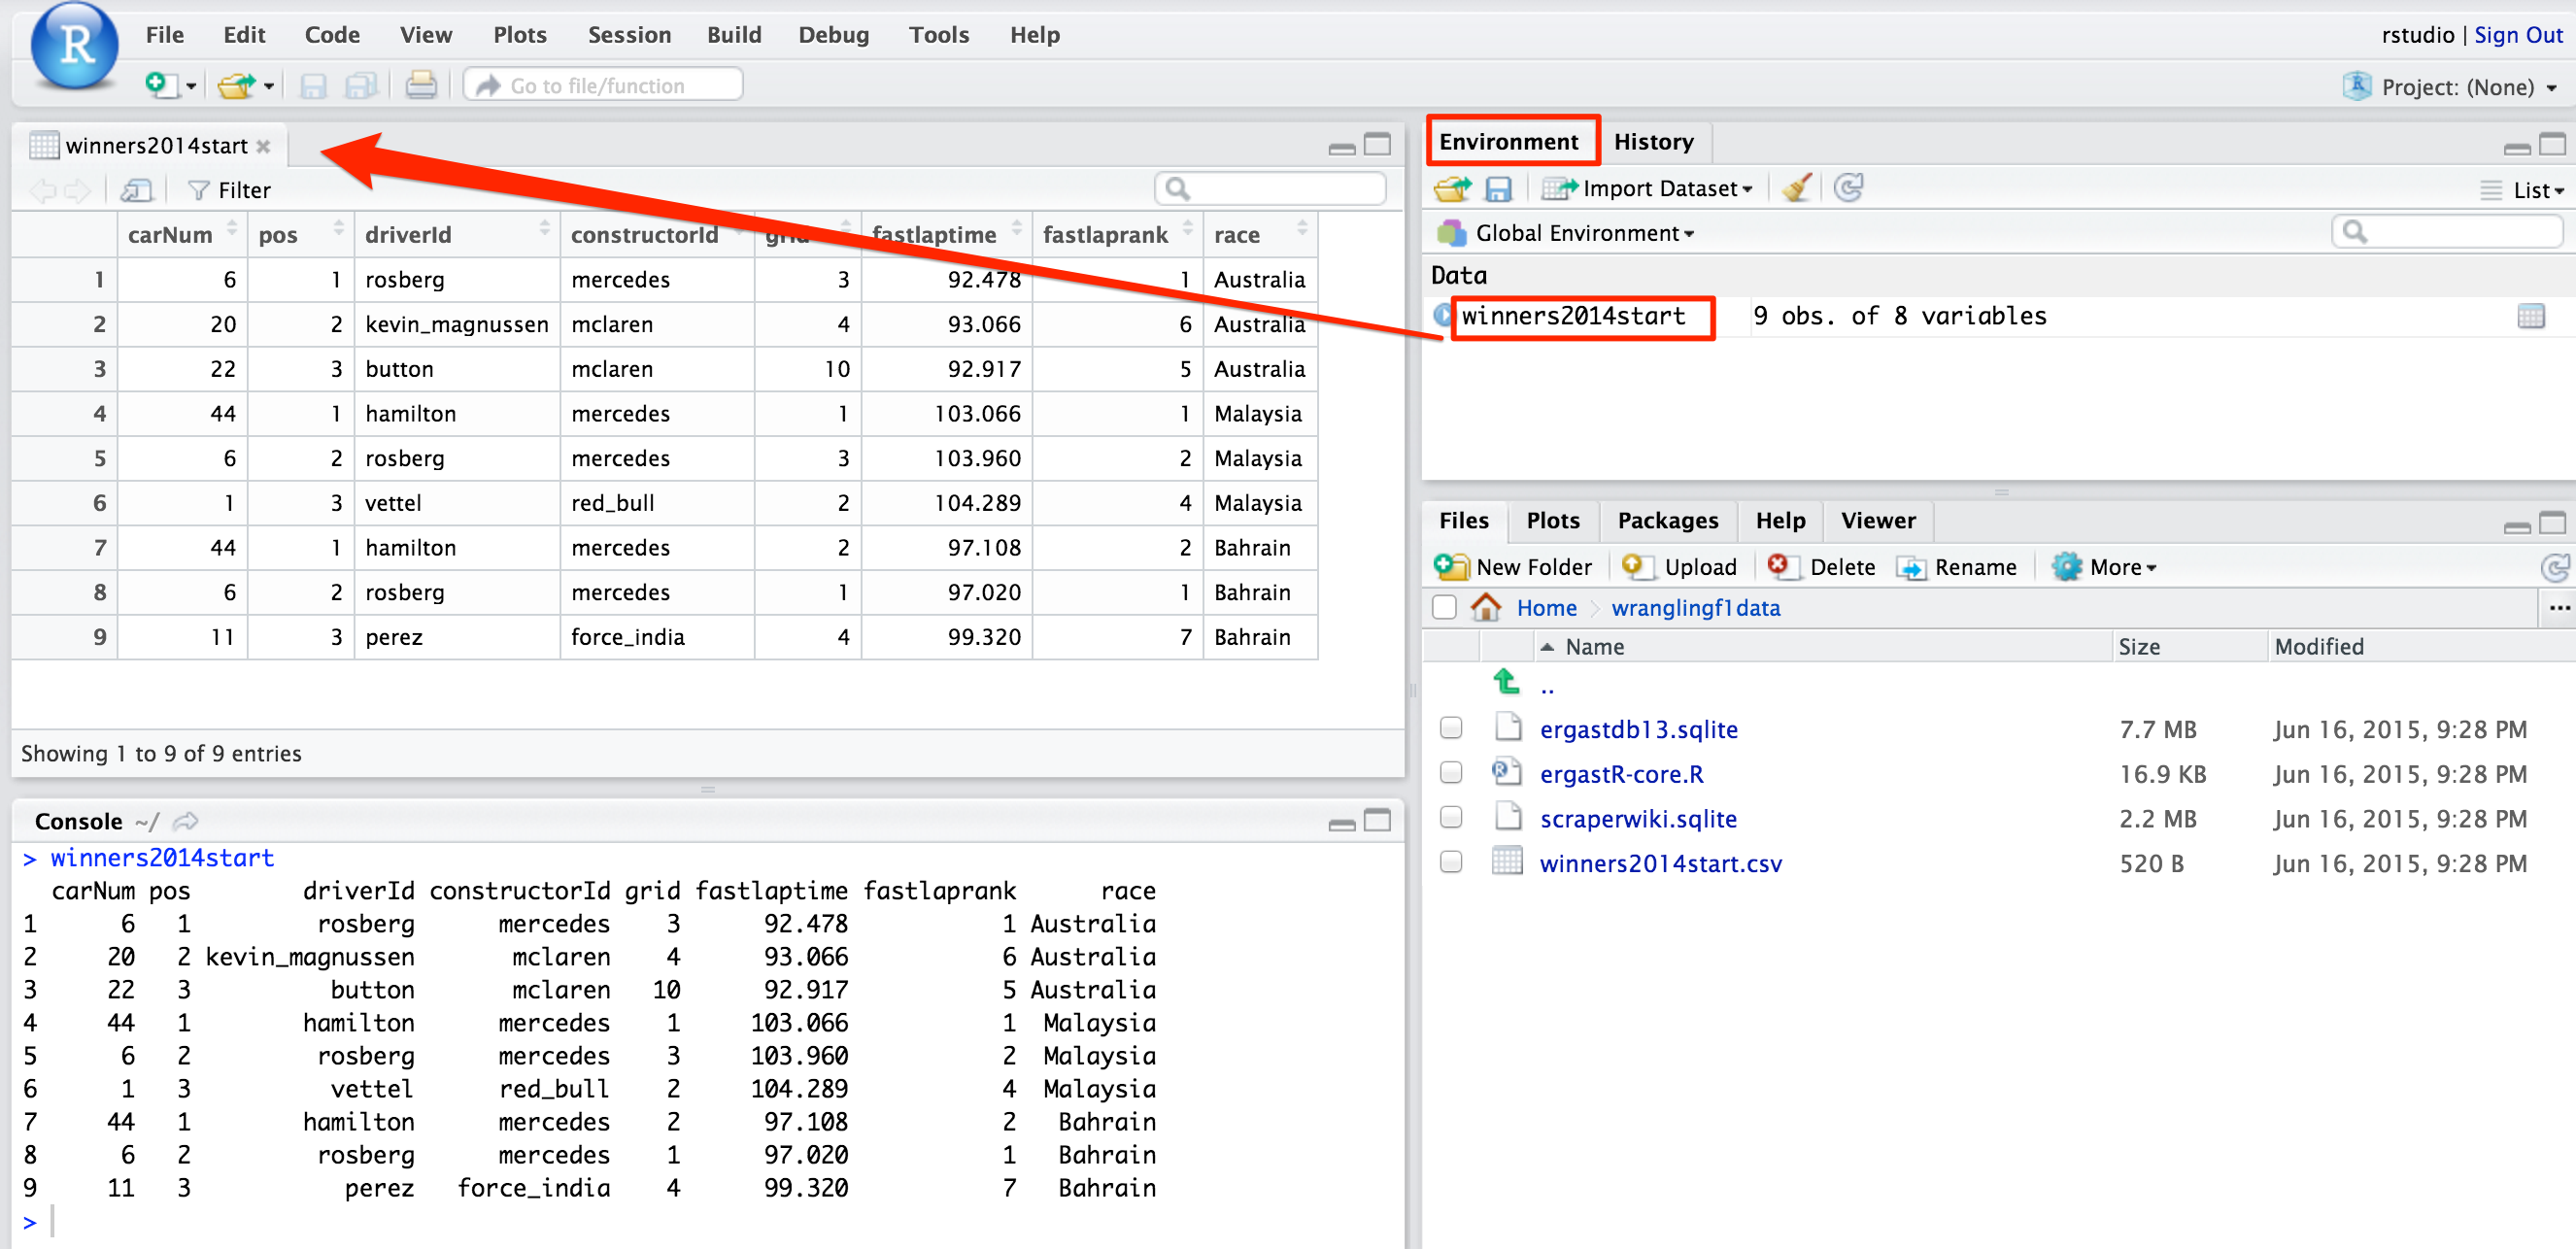 R
File Edit Code View Plots Session Build Debug Tools Help
rstudio | Sign Out
Go to file/function
Project: (None)
winners2014start
Filter
carNum pos driverId constructorId grid fastlaptime fastlaprank race
1 6 1 rosberg mercedes 3 92.478 1 Australia
2 20 2 kevin_magnussen mclaren 4 93.066 6 Australia
3 22 3 button mclaren 10 92.917 5 Australia
4 44 1 hamilton mercedes 1 103.066 1 Malaysia
5 6 2 rosberg mercedes 3 103.960 2 Malaysia
6 1 3 vettel red_bull 2 104.289 4 Malaysia
7 44 1 hamilton mercedes 2 97.108 2 Bahrain
8 6 2 rosberg mercedes 1 97.020 1 Bahrain
9 11 3 perez force_india 4 99.320 7 Bahrain
Showing 1 to 9 of 9 entries
Console ~/
> winners2014start
carNum pos driverId constructorId grid fastlaptime fastlaprank race
1 6 1 rosberg mercedes 3 92.478 1 Australia
2 20 2 kevin_magnussen mclaren 4 93.066 6 Australia
3 22 3 button mclaren 10 92.917 5 Australia
4 44 1 hamilton mercedes 1 103.066 1 Malaysia
5 6 2 rosberg mercedes 3 103.960 2 Malaysia
6 1 3 vettel red_bull 2 104.289 4 Malaysia
7 44 1 hamilton mercedes 2 97.108 2 Bahrain
8 6 2 rosberg mercedes 1 97.020 1 Bahrain
9 11 3 perez force_india 4 99.320 7 Bahrain
>
Environment History
Import Dataset List
Global Environment
Data
winners2014start 9 obs. of 8 variables
Files Plots Packages Help Viewer
New Folder Upload Delete Rename More
Home wranglingf1data ...
Name Size Modified
..
ergastdb13.sqlite 7.7 MB Jun 16, 2015, 9:28 PM
ergastR-core.R 16.9 KB Jun 16, 2015, 9:28 PM
scraperwiki.sqlite 2.2 MB Jun 16, 2015, 9:28 PM
winners2014start.csv 520 B Jun 16, 2015, 9:28 PM